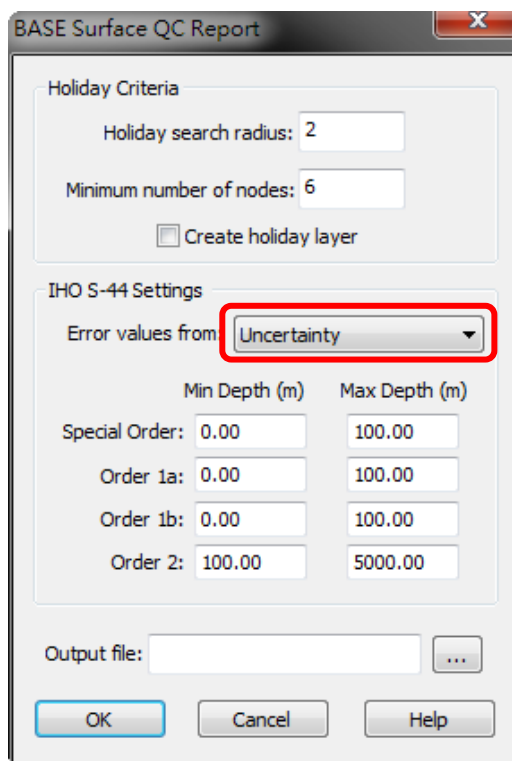 BASE Surface QC Report
Holiday Criteria
Holiday search radius: 2
Minimum number of nodes: 6
Create holiday layer
IHO S-44 Settings
Error values from: Uncertainty
Min Depth (m) Max Depth (m)
Special Order: 0.00 100.00
Order 1a: 0.00 100.00
Order 1b: 0.00 100.00
Order 2: 100.00 5000.00
Output file: ...
OK Cancel Help